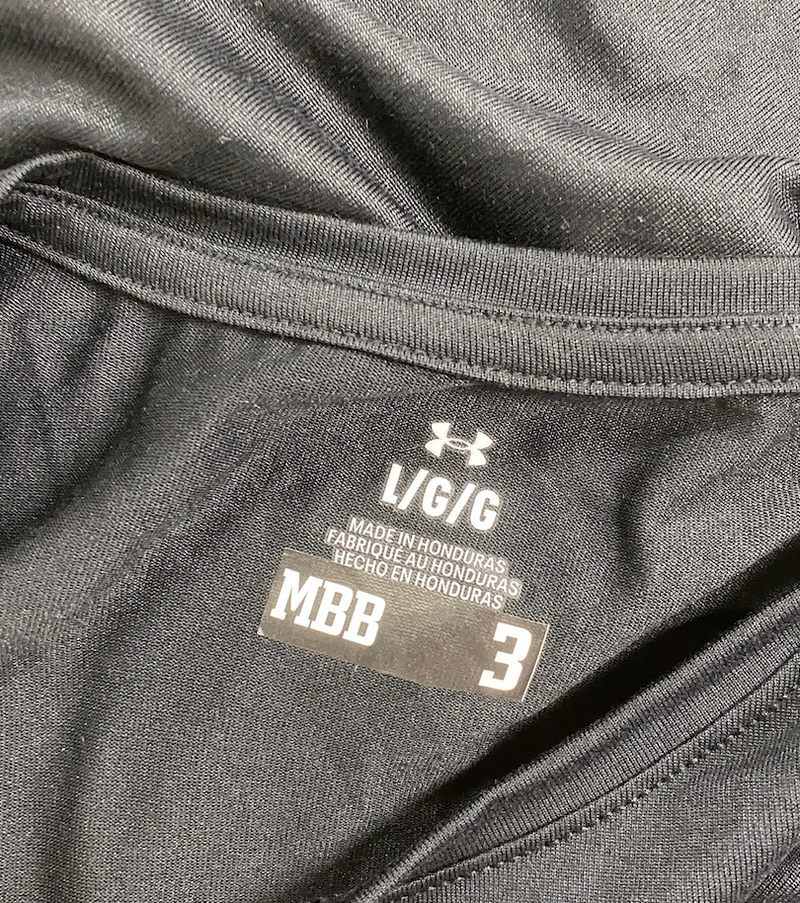 L/G/G
MADE IN HONDURAS
FABRIQUÉ AU HONDURAS
HECHO EN HONDURAS
MBB 3